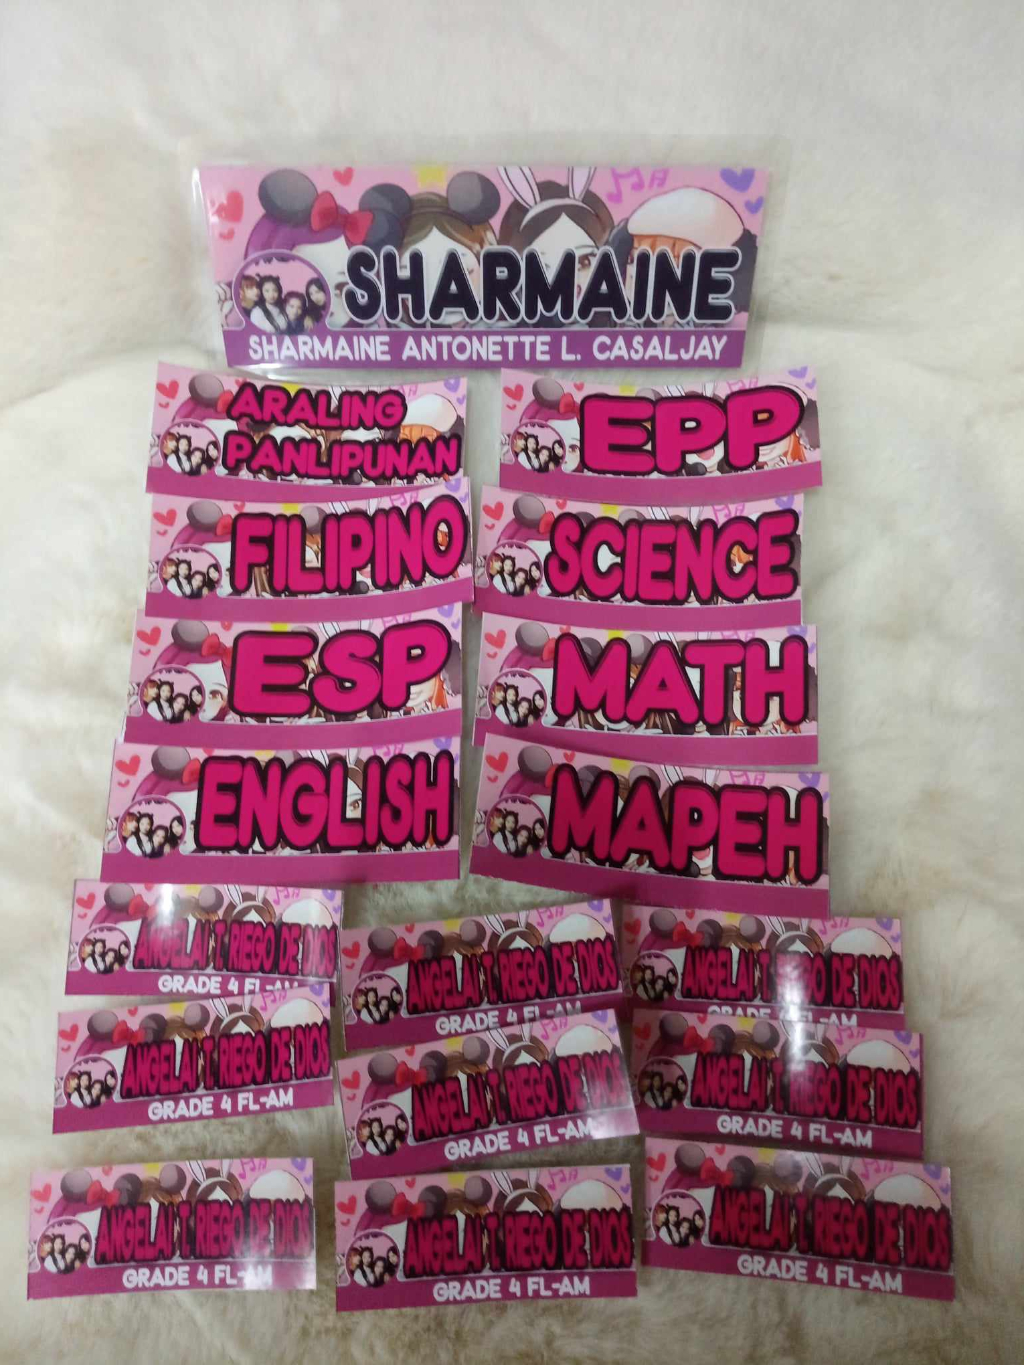 SHARMAINE
SHARMAINE ANTONETTE L. CASALJAY
ARALING
PANLIPUNAN
EPP
FILIPINO
SCIENCE
ESP
MATH
ENGLISH
MAPEH
ANGELAI T. RIEGO DE DIOS
GRADE 4 FL-AM
ANGELAI T. RIEGO DE DIOS
GRADE 4 FL-AM
ANGELAI T. RIEGO DE DIOS
GRADE 4 FL-AM
ANGELAI T. RIEGO DE DIOS
GRADE 4 FL-AM
ANGELAI T. RIEGO DE DIOS
GRADE 4 FL-AM
ANGELAI T. RIEGO DE DIOS
GRADE 4 FL-AM
ANGELAI T. RIEGO DE DIOS
GRADE 4 FL-AM
ANGELAI T. RIEGO DE DIOS
GRADE 4 FL-AM
ANGELAI T. RIEGO DE DIOS
GRADE 4 FL-AM